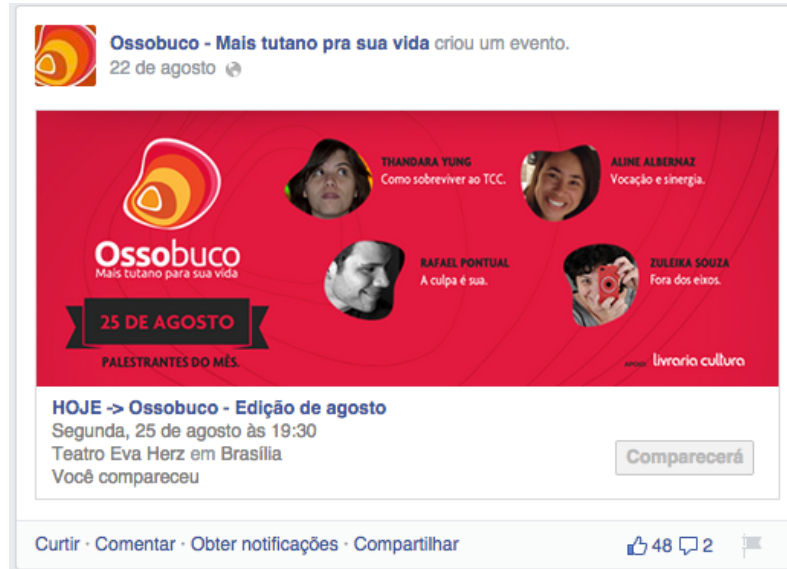 Ossobuco - Mais tutano pra sua vida criou um evento.
22 de agosto
Ossobuco
Mais tutano para sua vida
25 DE AGOSTO
PALESTRANTES DO MÊS.
THANDARA YUNG
Como sobreviver ao TCC.
ALINE ALBERNAZ
Vocação e sinergia.
RAFAEL PONTUAL
A culpa é sua.
ZULEIKA SOUZA
Fora dos eixos.
APOIO: livraria cultura
HOJE -> Ossobuco - Edição de agosto
Segunda, 25 de agosto às 19:30
Teatro Eva Herz em Brasília
Você compareceu
Comparecerá
Curtir · Comentar · Obter notificações · Compartilhar
48 2